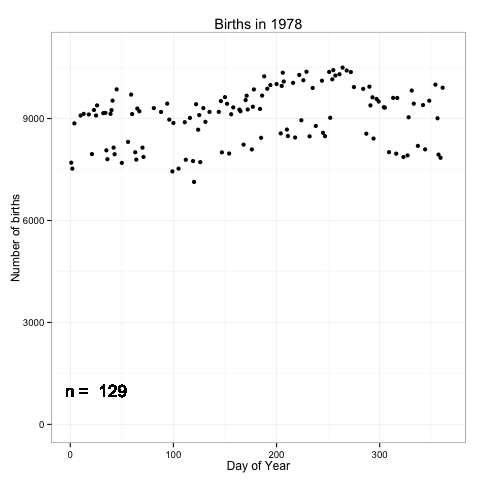 Births in 1978
Number of births
9000
6000
3000
0
n = 129
0 100 200 300
Day of Year